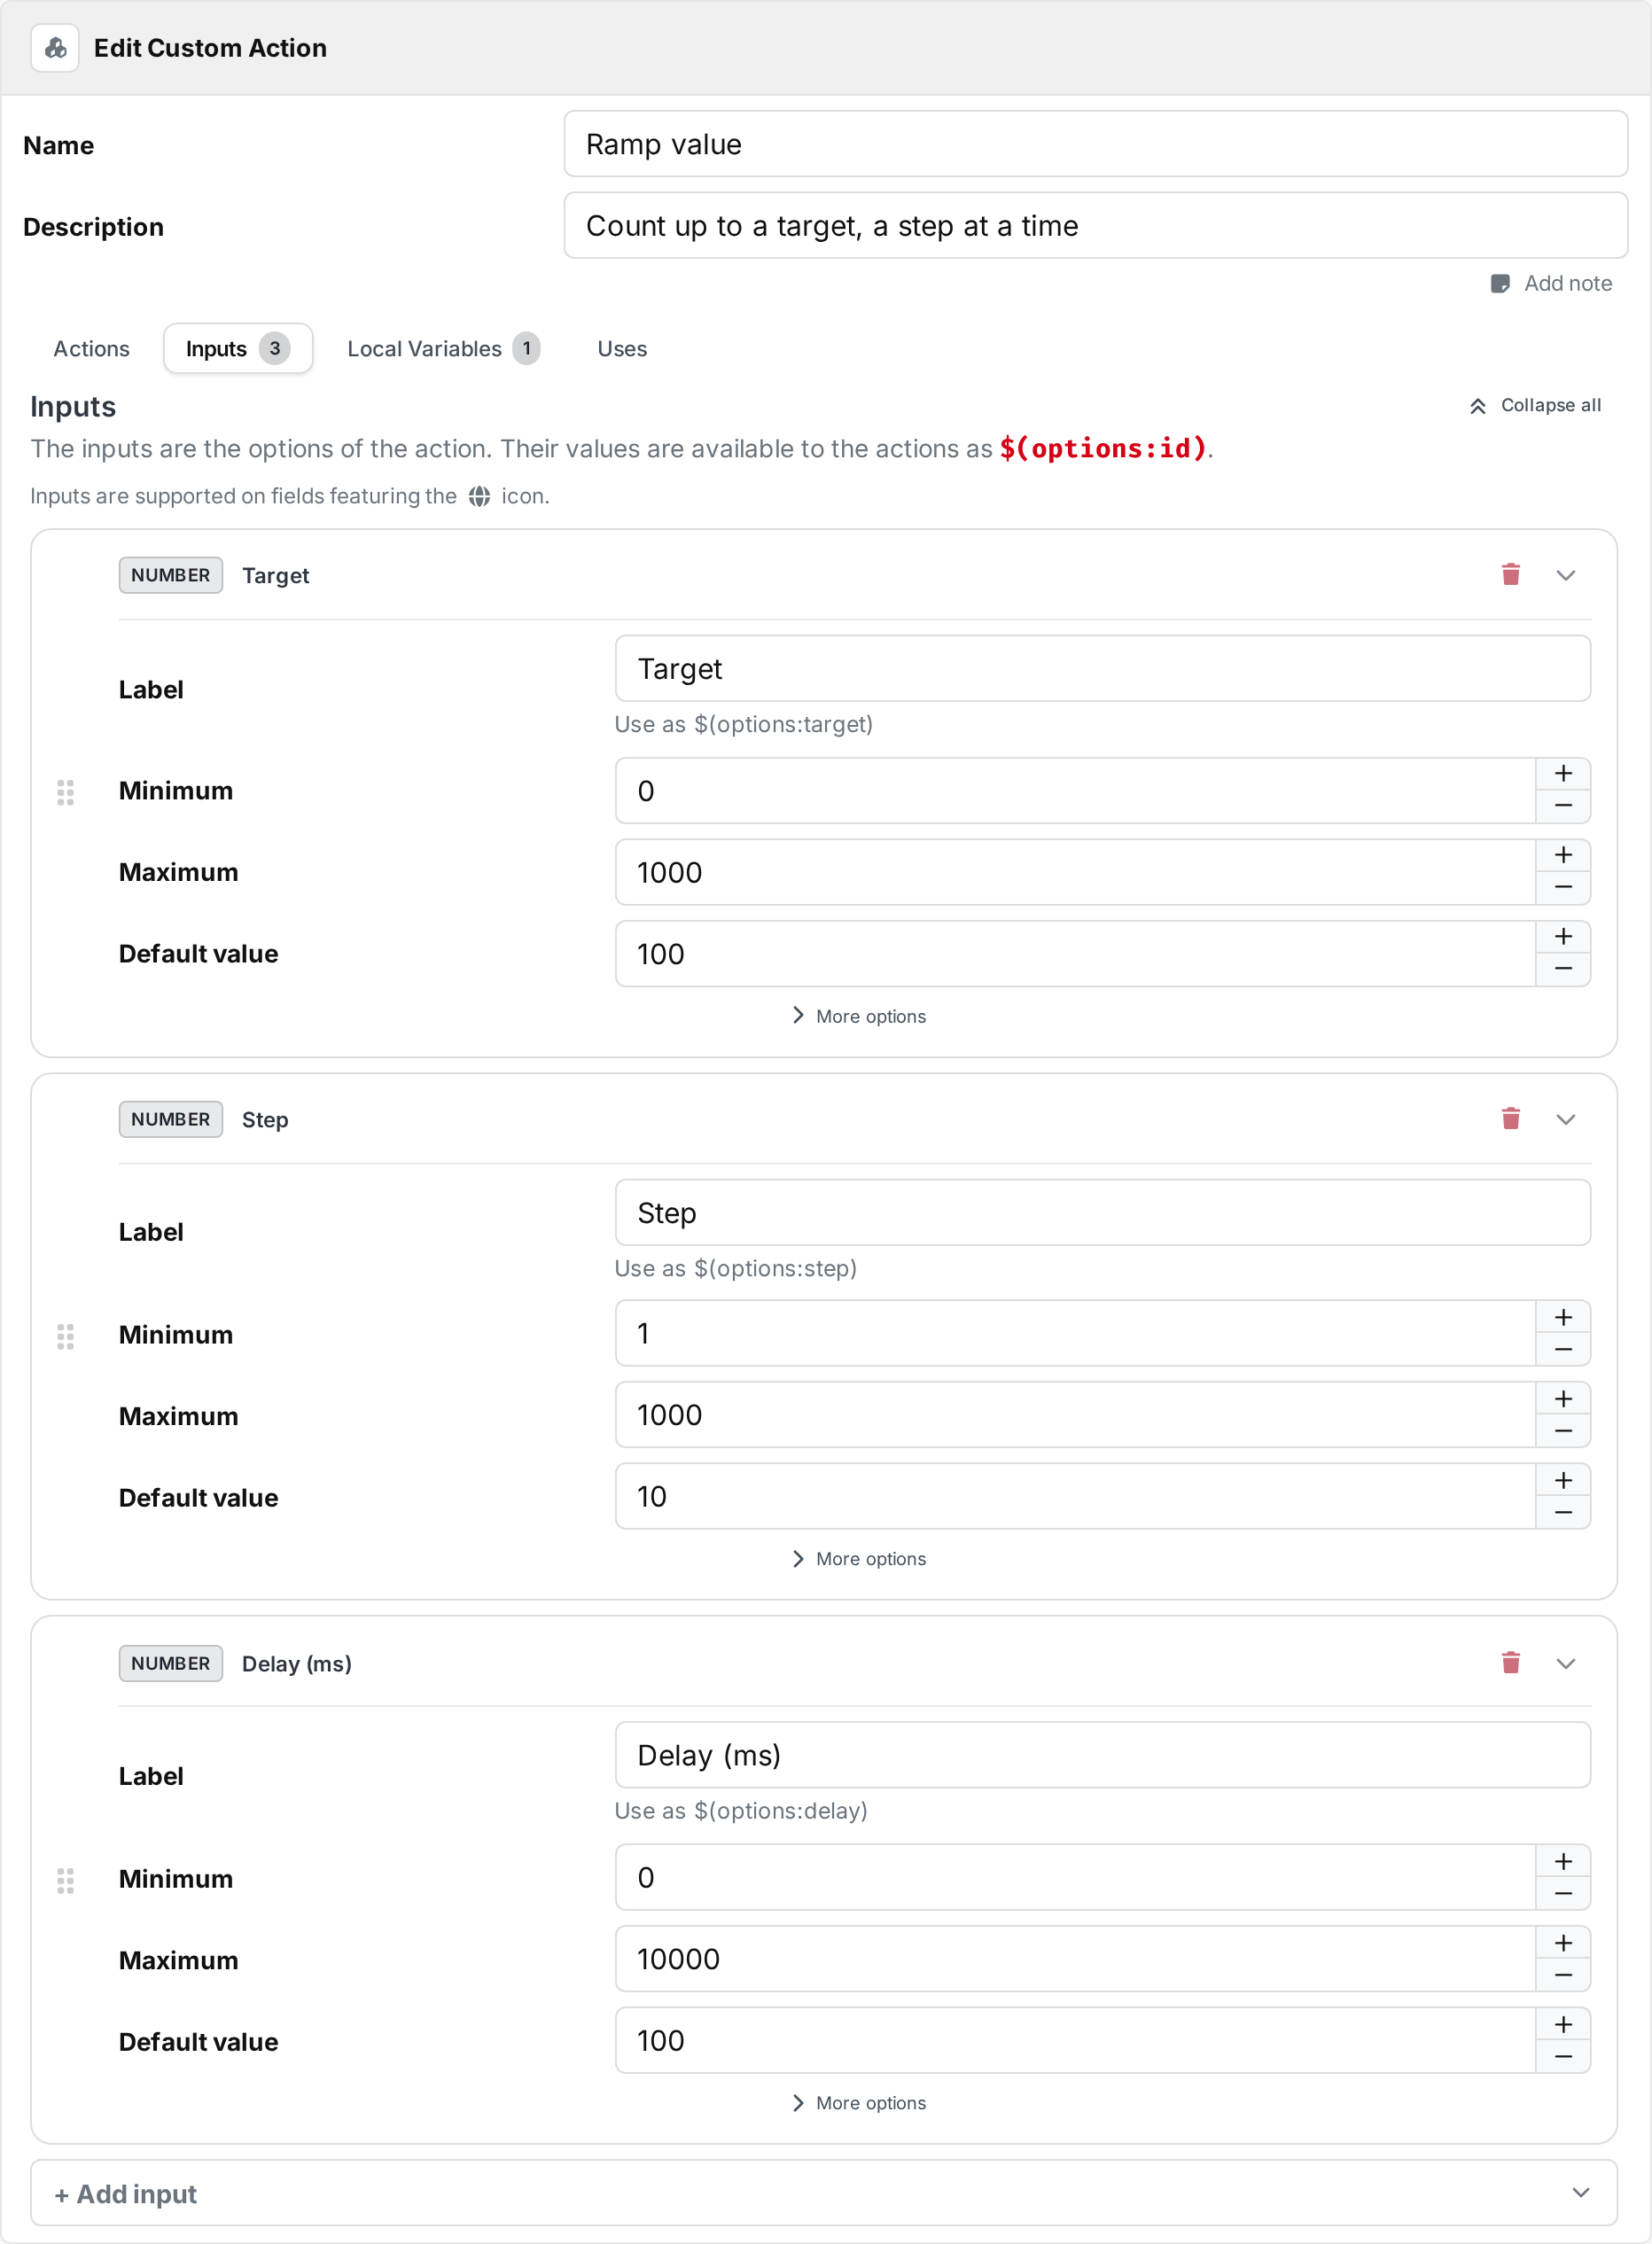 Edit Custom Action
Name
Ramp value
Description
Count up to a target, a step at a time
Add note
Actions
Inputs 3
Local Variables 1
Uses
Inputs
Collapse all
The inputs are the options of the action. Their values are available to the actions as $(options:id).
Inputs are supported on fields featuring the icon.
NUMBER Target
Label
Target
Use as $(options:target)
Minimum
0
Maximum
1000
Default value
100
More options
NUMBER Step
Label
Step
Use as $(options:step)
Minimum
1
Maximum
1000
Default value
10
More options
NUMBER Delay (ms)
Label
Delay (ms)
Use as $(options:delay)
Minimum
0
Maximum
10000
Default value
100
More options
+ Add input